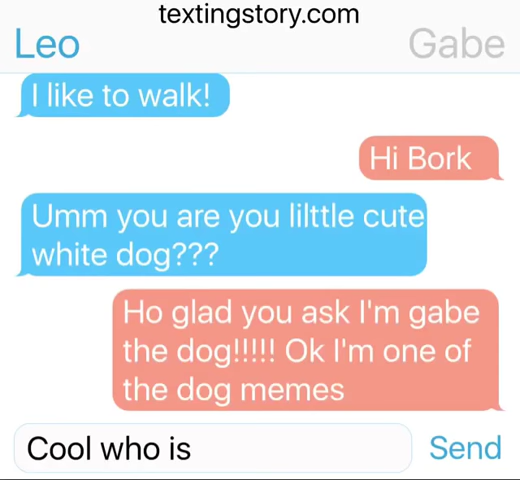 textingstory.com
Leo Gabe
I like to walk!
Hi Bork
Umm you are you lilttle cute
white dog???
Ho glad you ask I'm gabe
the dog!!!!! Ok I'm one of
the dog memes
Cool who is Send